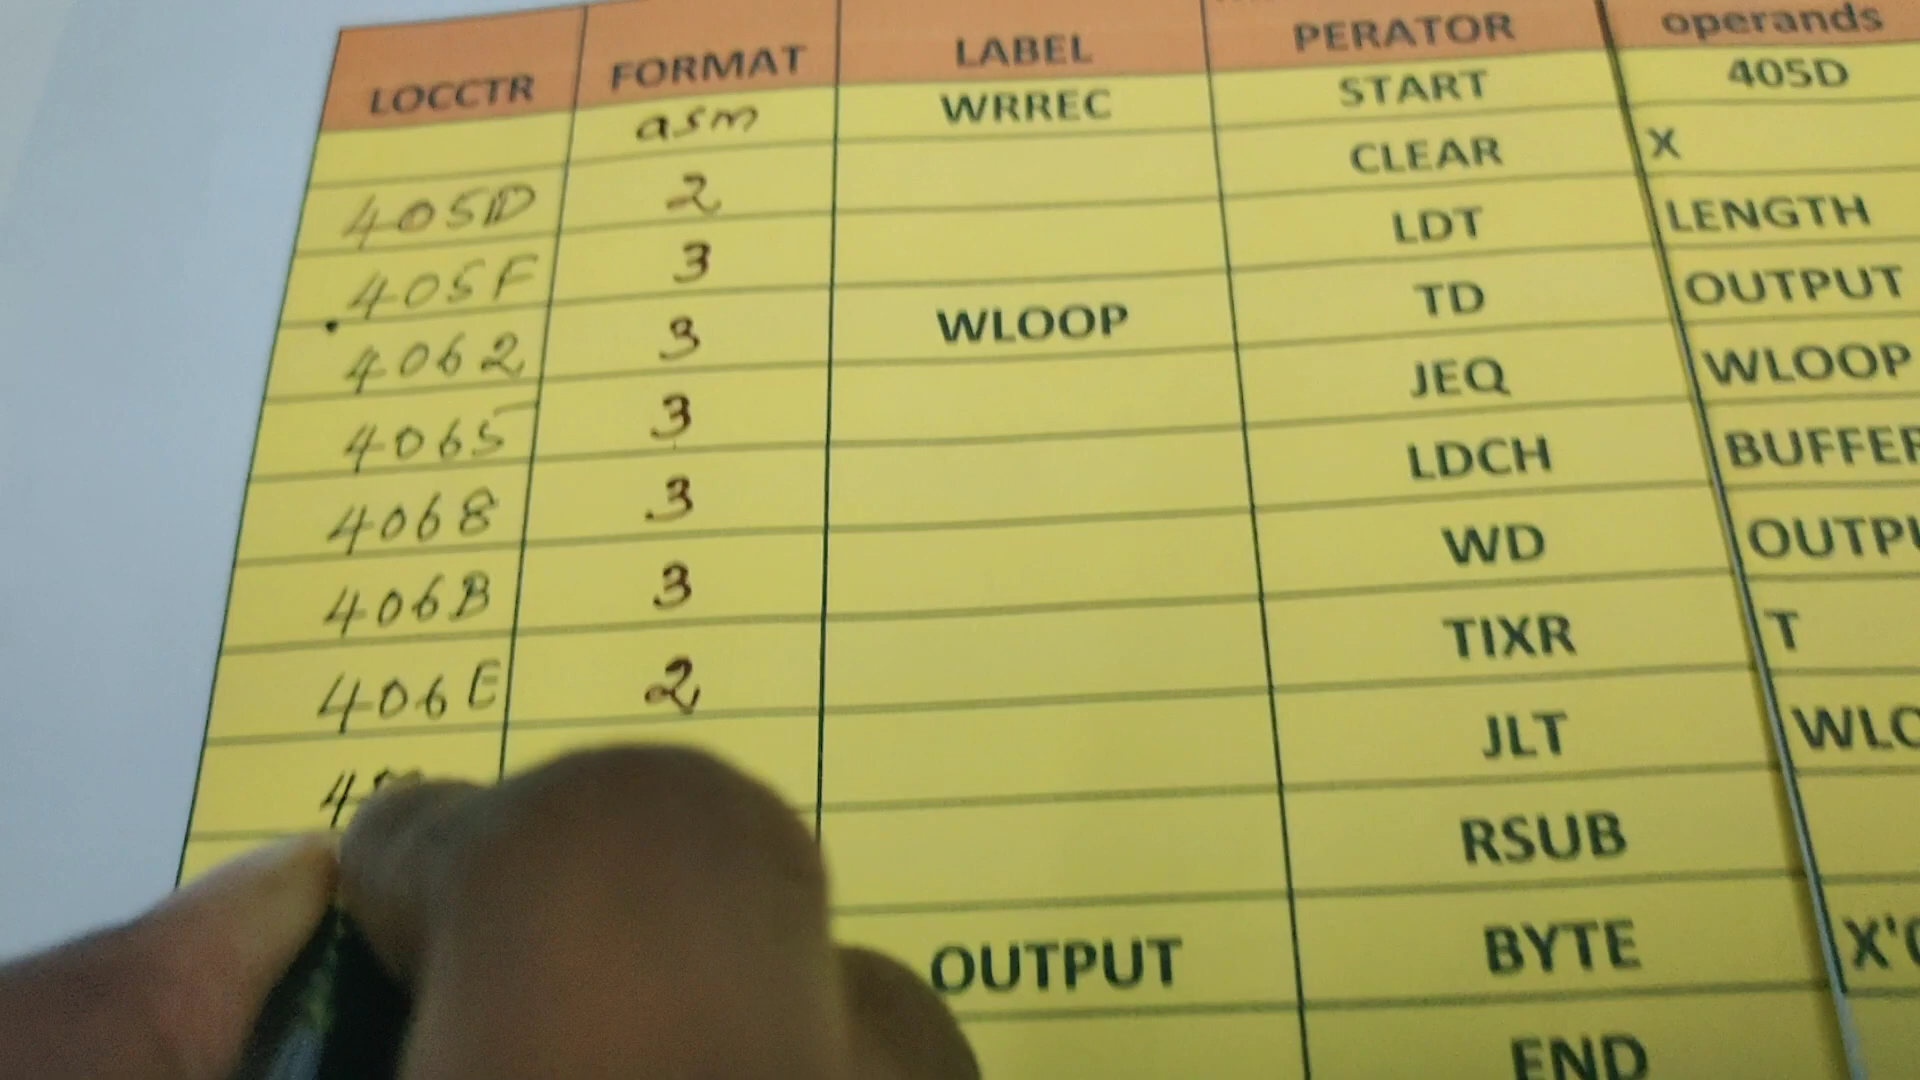 LOCCTR FORMAT LABEL PERATOR operands
asm WRREC START 405D
405D 2 CLEAR X
405F 3 LDT LENGTH
4062 3 WLOOP TD OUTPUT
4065 3 JEQ WLOOP
4068 3 LDCH BUFFER
406B 3 WD OUTPU
406E 2 TIXR T
4 JLT WLO
RSUB
OUTPUT BYTE X'0
END